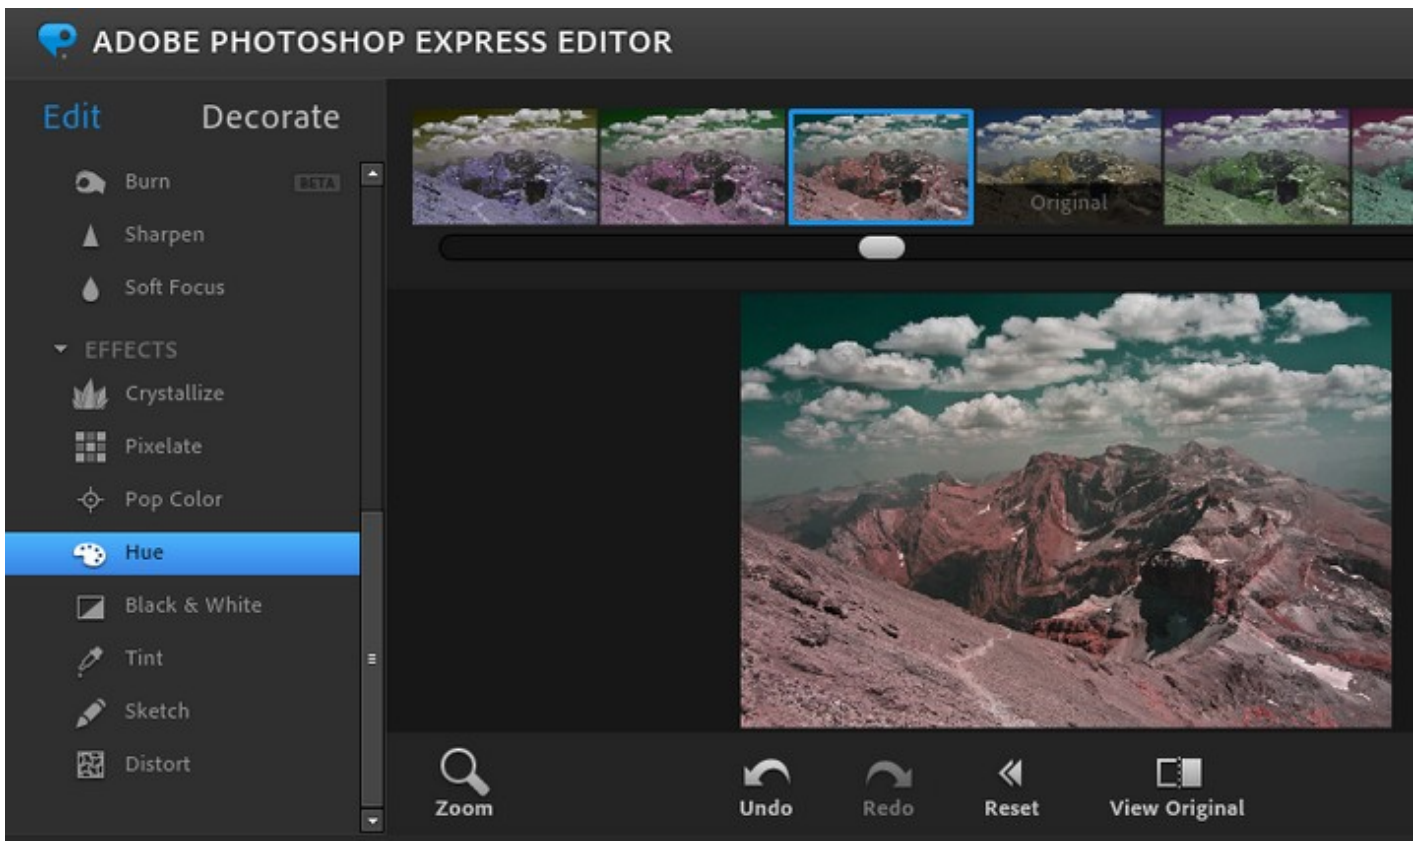 ADOBE PHOTOSHOP EXPRESS EDITOR
Edit
Decorate
Burn
BETA
Sharpen
Soft Focus
EFFECTS
Crystallize
Pixelate
Pop Color
Hue
Black & White
Tint
Sketch
Distort
Original
Zoom
Undo
Redo
Reset
View Original